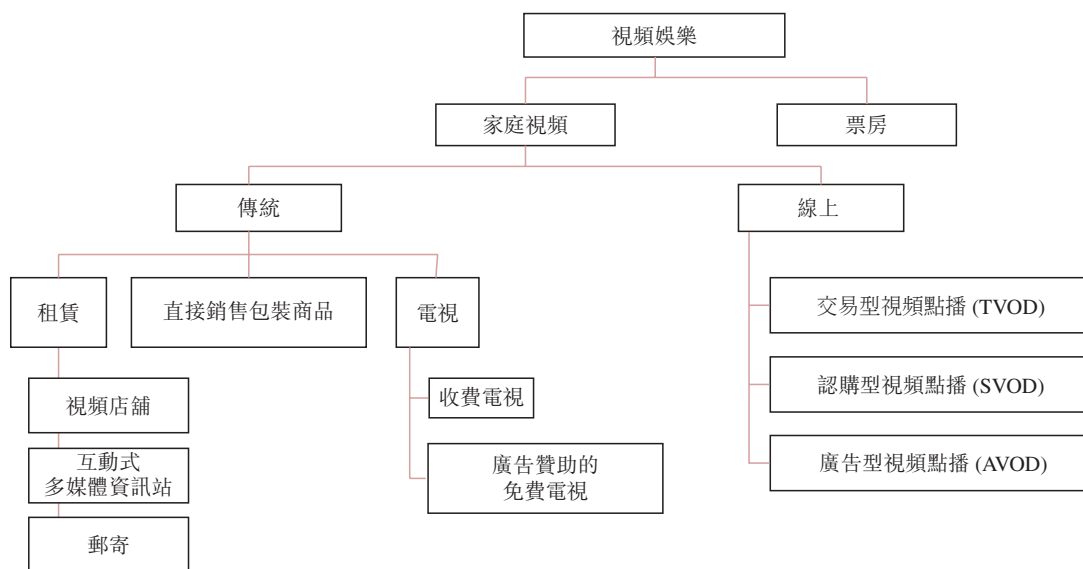 視頻娛樂
家庭視頻
票房
傳統
線上
租賃
直接銷售包裝商品
電視
交易型視頻點播 (TVOD)
視頻店舖
收費電視
認購型視頻點播 (SVOD)
互動式
多媒體資訊站
廣告贊助的
免費電視
廣告型視頻點播 (AVOD)
郵寄